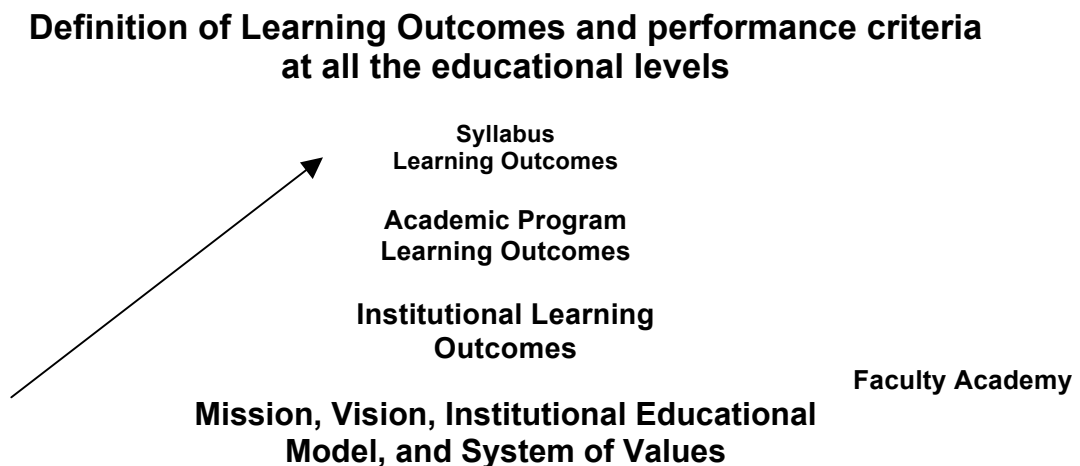 Definition of Learning Outcomes and performance criteria
at all the educational levels
Syllabus
Learning Outcomes
Academic Program
Learning Outcomes
Institutional Learning
Outcomes
Faculty Academy
Mission, Vision, Institutional Educational
Model, and System of Values